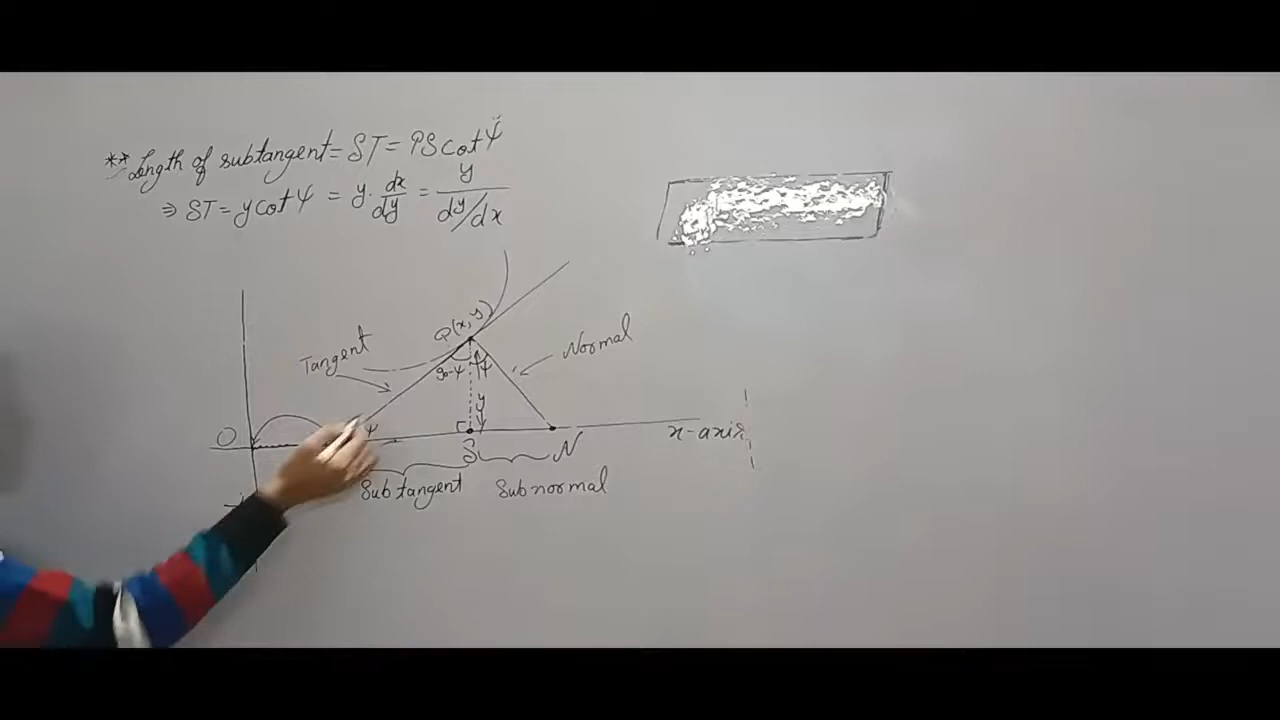 ** Length of subtangent = ST = PS cot Ψ
⇒ ST = y cot Ψ = y. dx/dy = y/(dy/dx)
P(x, y)
Tangent
Normal
90-Ψ Ψ
y
O Ψ
x-axis
S N
Subtangent Subnormal